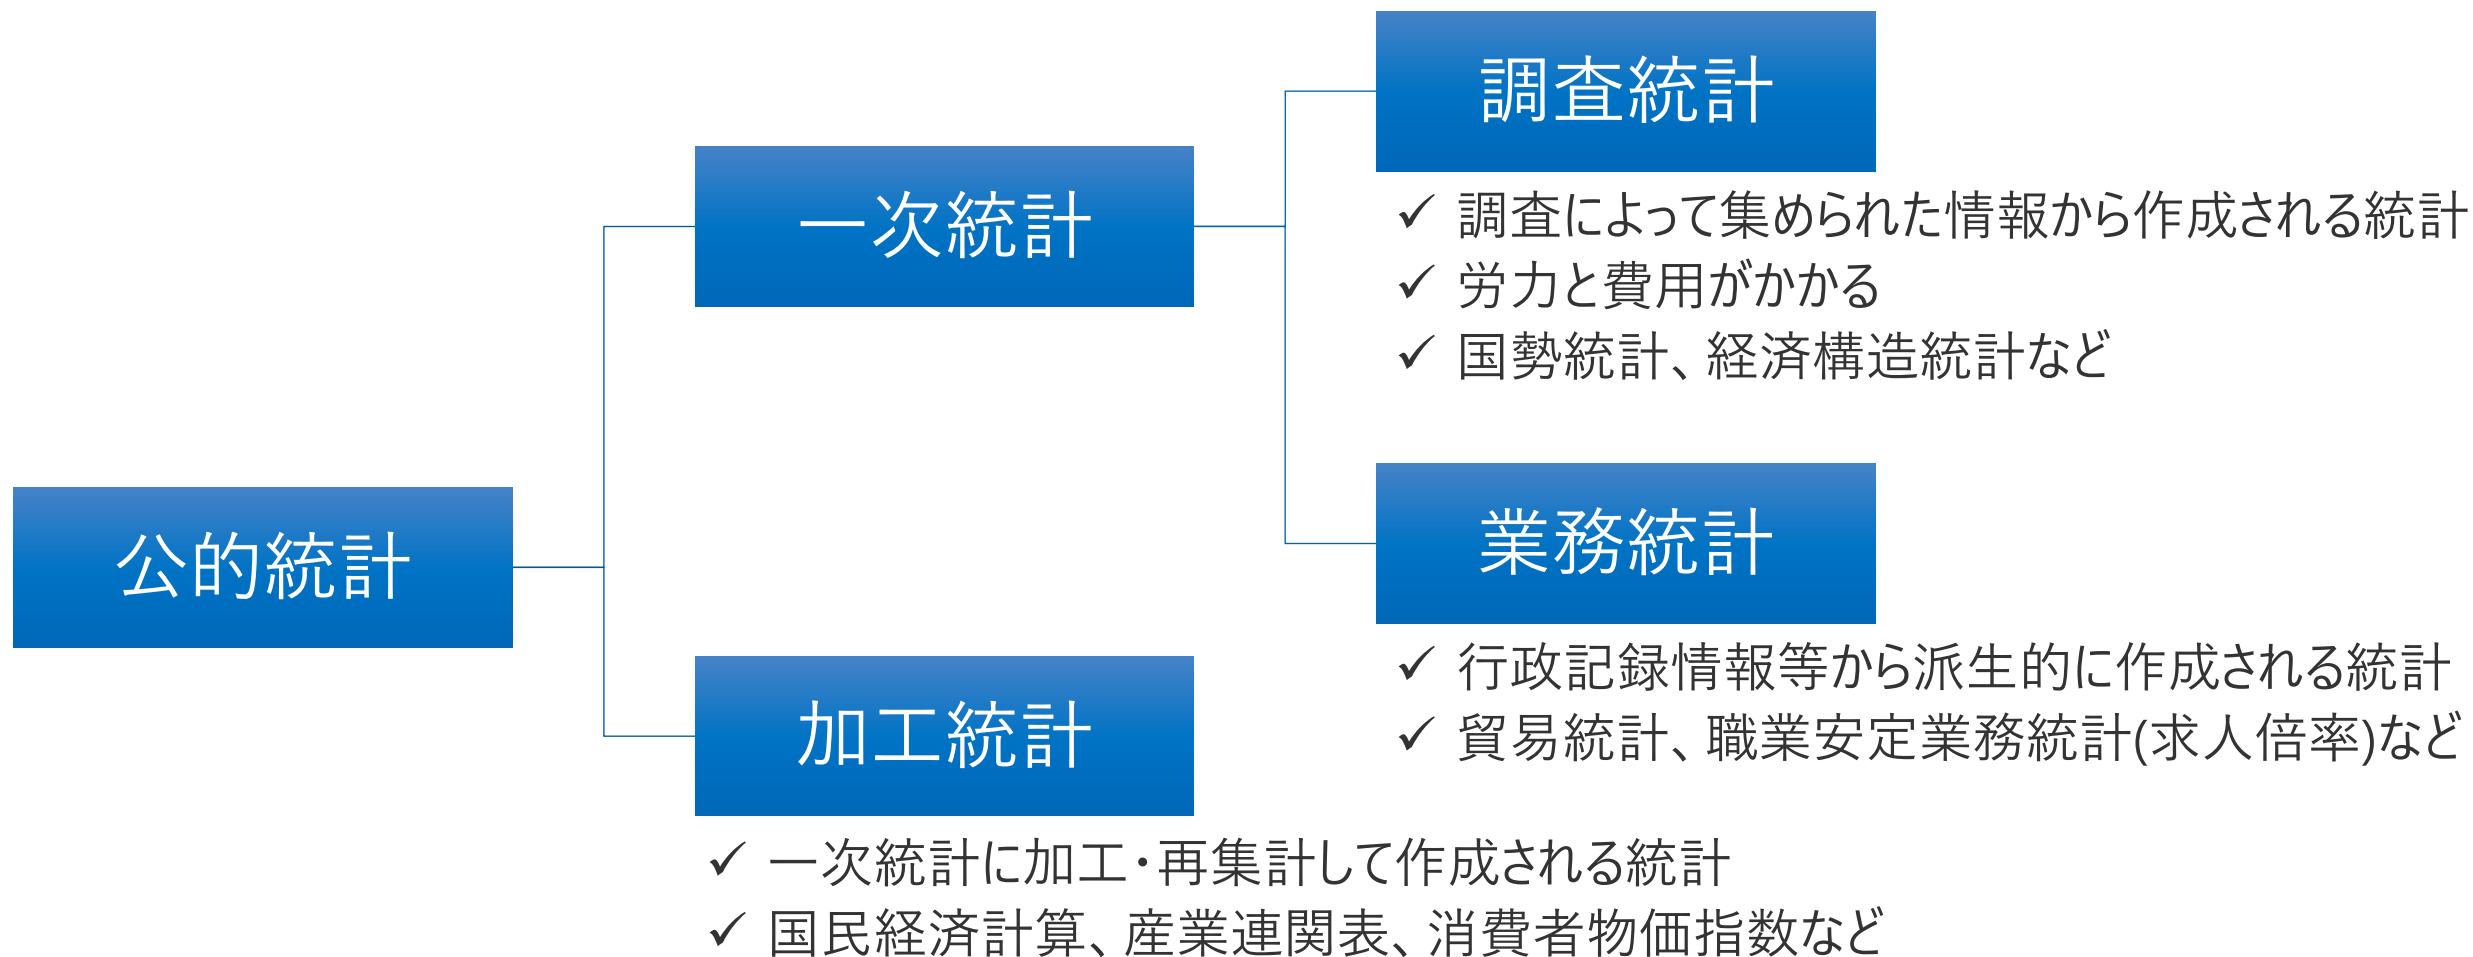 公的統計
一次統計
調査統計
✓ 調査によって集められた情報から作成される統計
✓ 労力と費用がかかる
✓ 国勢統計、経済構造統計など
業務統計
✓ 行政記録情報等から派生的に作成される統計
✓ 貿易統計、職業安定業務統計(求人倍率)など
加工統計
✓ 一次統計に加工・再集計して作成される統計
✓ 国民経済計算、産業連関表、消費者物価指数など